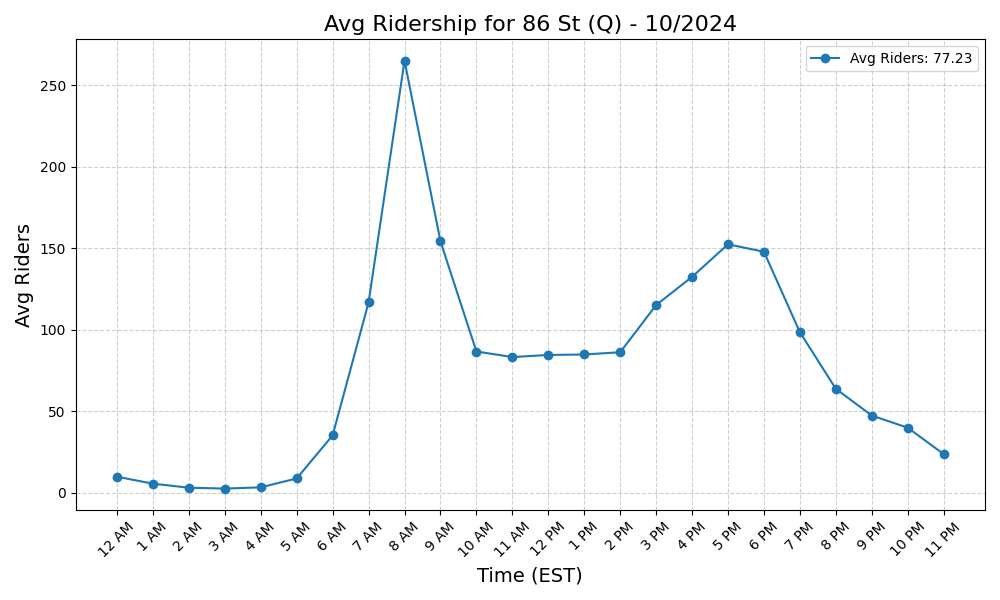 Avg Ridership for 86 St (Q) - 10/2024
Avg Riders: 77.23
Avg Riders
250
200
150
100
50
0
12 AM
1 AM
2 AM
3 AM
4 AM
5 AM
6 AM
7 AM
8 AM
9 AM
10 AM
11 AM
12 PM
1 PM
2 PM
3 PM
4 PM
5 PM
6 PM
7 PM
8 PM
9 PM
10 PM
11 PM
Time (EST)